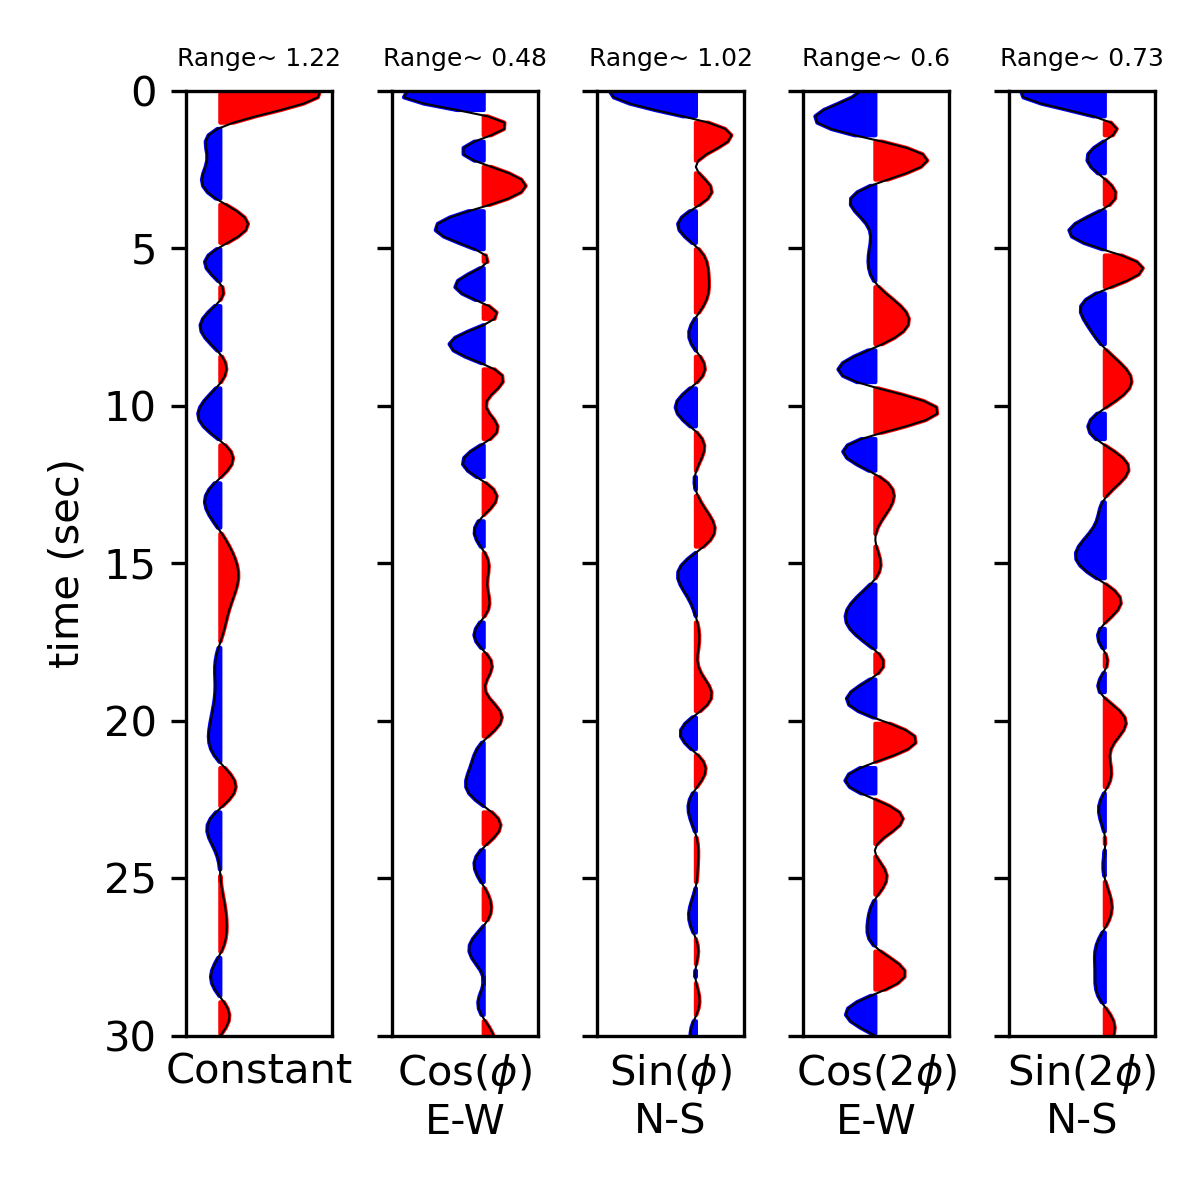 Range~ 1.22 Range~ 0.48 Range~ 1.02 Range~ 0.6 Range~ 0.73
0
5
10
15
20
25
30
time (sec)
Constant Cos(ϕ) Sin(ϕ) Cos(2ϕ) Sin(2ϕ)
E-W N-S E-W N-S